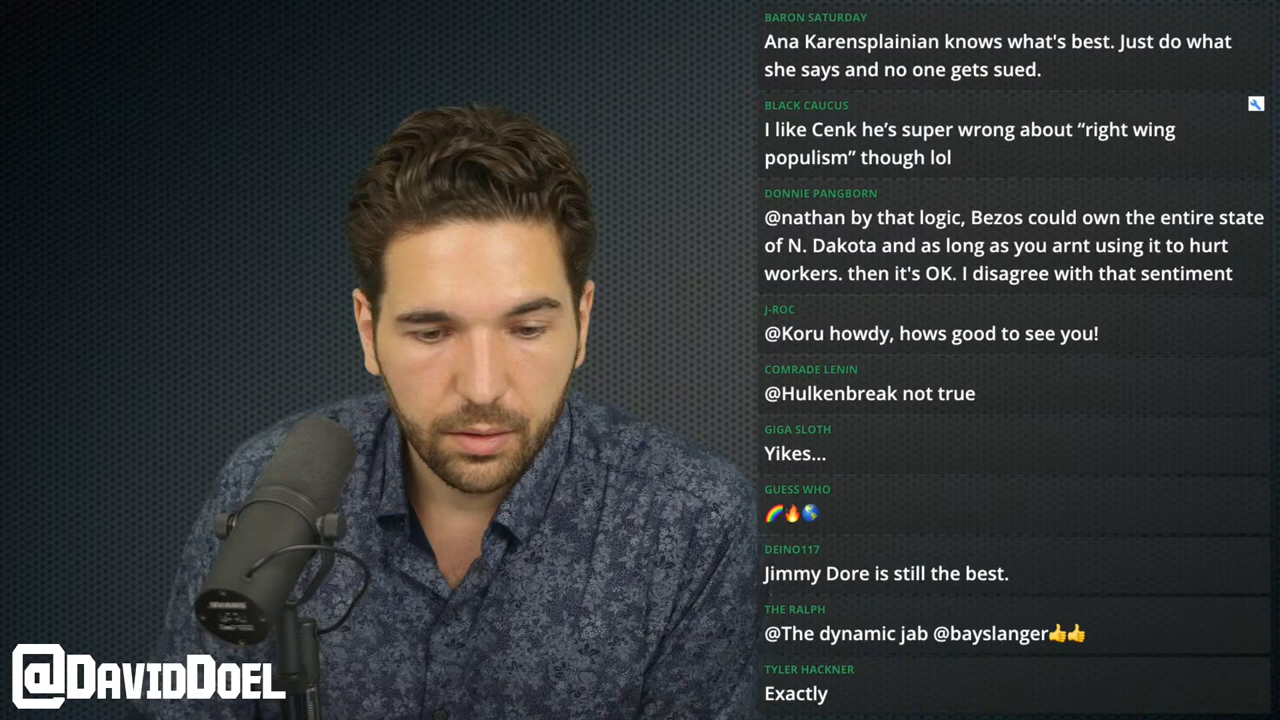 BARON SATURDAY
Ana Karensplainian knows what's best. Just do what
she says and no one gets sued.
BLACK CAUCUS
I like Cenk he’s super wrong about “right wing
populism” though lol
DONNIE PANGBORN
@nathan by that logic, Bezos could own the entire state
of N. Dakota and as long as you arnt using it to hurt
workers. then it's OK. I disagree with that sentiment
J-ROC
@Koru howdy, hows good to see you!
COMRADE LENIN
@Hulkenbreak not true
GIGA SLOTH
Yikes...
GUESS WHO
🌈🔥🌎
DEINO117
Jimmy Dore is still the best.
THE RALPH
@The dynamic jab @bayslanger👍👍
TYLER HACKNER
Exactly
@DAVIDDOEL